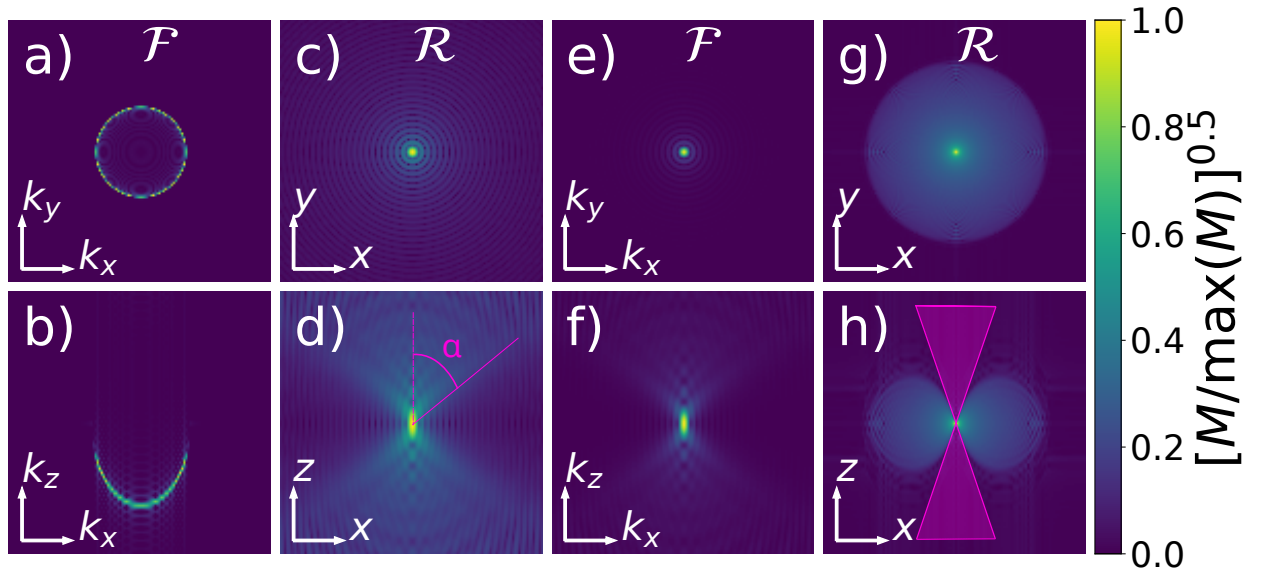 a) ℱ
k_y
k_x
c) ℛ
y
x
e) ℱ
k_y
k_x
g) ℛ
y
x
b)
k_z
k_x
d)
α
z
x
f)
k_z
k_x
h)
z
x
1.0
0.8
0.6
0.4
0.2
0.0
[M/max(M)]^0.5